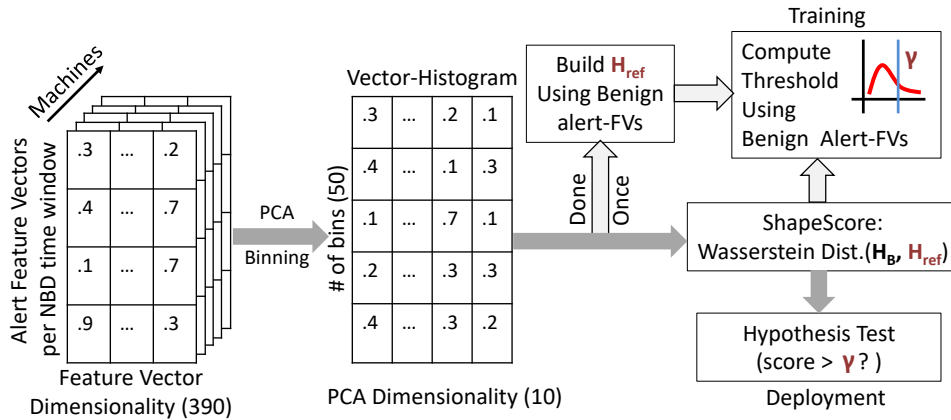 Machines
Alert Feature Vectors
per NBD time window
.3 ... .2
.4 ... .7
.1 ... .7
.9 ... .3
Feature Vector
Dimensionality (390)
PCA
Binning
Vector-Histogram
# of bins (50)
.3 ... .2 .1
.4 ... .1 .3
.1 ... .7 .1
.2 ... .3 .3
.4 ... .3 .2
PCA Dimensionality (10)
Done
Once
Build H_ref
Using Benign
alert-FVs
Training
Compute
Threshold
Using
Benign Alert-FVs
γ
ShapeScore:
Wasserstein Dist.(H_B, H_ref)
Hypothesis Test
(score > γ? )
Deployment